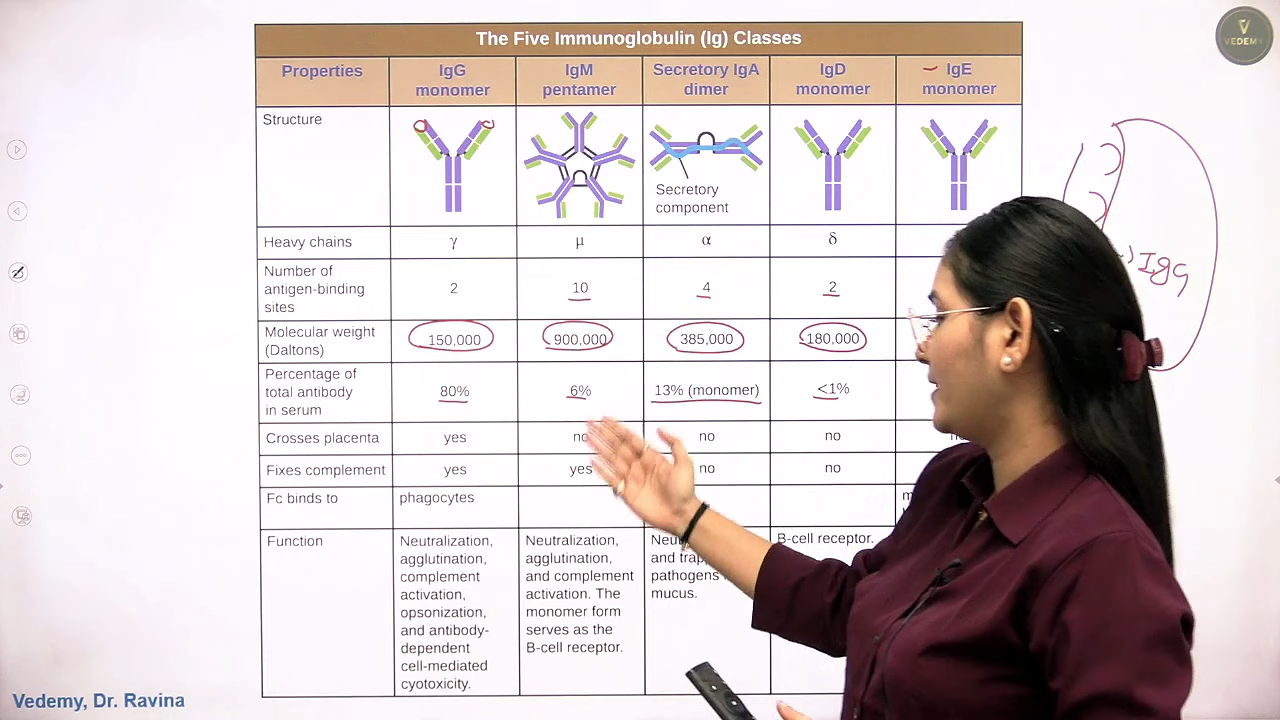 The Five Immunoglobulin (Ig) Classes
Properties
IgG
monomer
IgM
pentamer
Secretory IgA
dimer
IgD
monomer
IgE
monomer
Structure
Secretory
component
Heavy chains
γ
μ
α
δ
Number of
antigen-binding
sites
2
10
4
2
Molecular weight
(Daltons)
150,000
900,000
385,000
180,000
Percentage of
total antibody
in serum
80%
6%
13% (monomer)
<1%
Crosses placenta
yes
no
no
no
Fixes complement
yes
yes
no
no
Fc binds to
phagocytes
Function
Neutralization,
agglutination,
complement
activation,
opsonization,
and antibody-
dependent
cell-mediated
cyotoxicity.
Neutralization,
agglutination,
and complement
activation. The
monomer form
serves as the
B-cell receptor.
and
pathogens
mucus.
B-cell receptor.
IgG
VEDEMY
Vedemy, Dr. Ravina